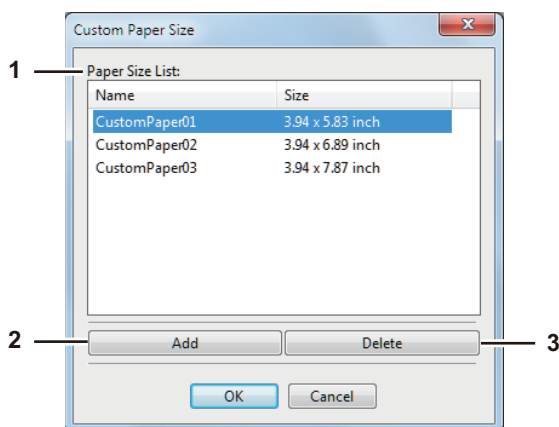 Custom Paper Size
1
Paper Size List:
Name Size
CustomPaper01 3.94 x 5.83 inch
CustomPaper02 3.94 x 6.89 inch
CustomPaper03 3.94 x 7.87 inch
2 Add Delete 3
OK Cancel